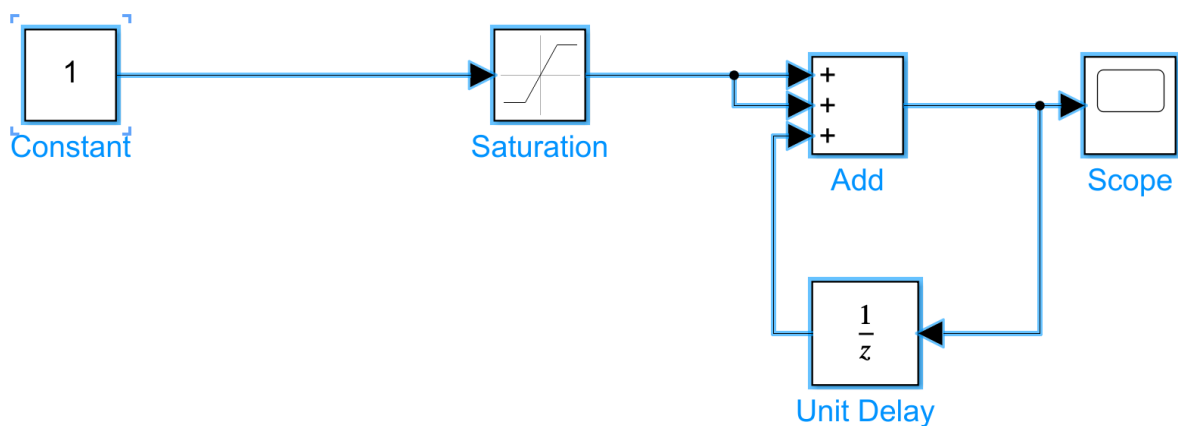 1
Constant
Saturation
+
+
+
Add
Scope
1
z
Unit Delay